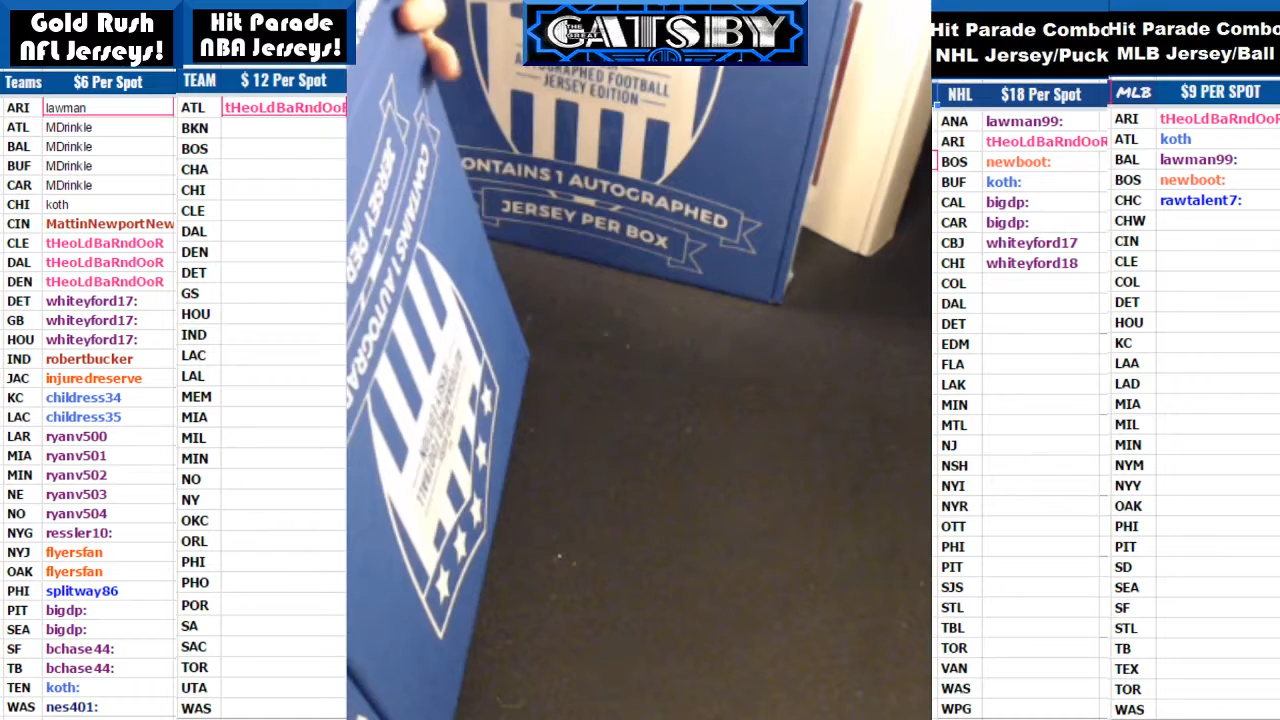 Gold Rush
NFL Jerseys!
Teams $6 Per Spot
ARI lawman
ATL MDrinkle
BAL MDrinkle
BUF MDrinkle
CAR MDrinkle
CHI koth
CIN MattinNewportNew
CLE tHeoLdBaRndOoR
DAL tHeoLdBaRndOoR
DEN tHeoLdBaRndOoR
DET whiteyford17:
GB whiteyford17:
HOU whiteyford17:
IND robertbucker
JAC injuredreserve
KC childress34
LAC childress35
LAR ryanv500
MIA ryanv501
MIN ryanv502
NE ryanv503
NO ryanv504
NYG ressler10:
NYJ flyersfan
OAK flyersfan
PHI splitway86
PIT bigdp:
SEA bigdp:
SF bchase44:
TB bchase44:
TEN koth:
WAS nes401:
Hit Parade
NBA Jerseys!
TEAM $ 12 Per Spot
ATL tHeoLdBaRndOoR
BKN
BOS
CHA
CHI
CLE
DAL
DEN
DET
GS
HOU
IND
LAC
LAL
MEM
MIA
MIL
MIN
NO
NY
OKC
ORL
PHI
PHO
POR
SA
SAC
TOR
UTA
WAS
THE GREAT
GATSBY
AUTOGRAPHED FOOTBALL
JERSEY EDITION
CONTAINS 1 AUTOGRAPHED
JERSEY PER BOX
CONTAINS 1 AUTOGRAP
JERSEY PER
Hit Parade Combo
NHL Jersey/Puck
NHL $18 Per Spot
ANA lawman99:
ARI tHeoLdBaRndOoR
BOS newboot:
BUF koth:
CAL bigdp:
CAR bigdp:
CBJ whiteyford17
CHI whiteyford18
COL
DAL
DET
EDM
FLA
LAK
MIN
MTL
NJ
NSH
NYI
NYR
OTT
PHI
PIT
SJS
STL
TBL
TOR
VAN
WAS
WPG
Hit Parade Combo
MLB Jersey/Ball
MLB $9 PER SPOT
ARI tHeoLdBaRndOoR
ATL koth
BAL lawman99:
BOS newboot:
CHC rawtalent7:
CHW
CIN
CLE
COL
DET
HOU
KC
LAA
LAD
MIA
MIL
MIN
NYM
NYY
OAK
PHI
PIT
SD
SEA
SF
STL
TB
TEX
TOR
WAS